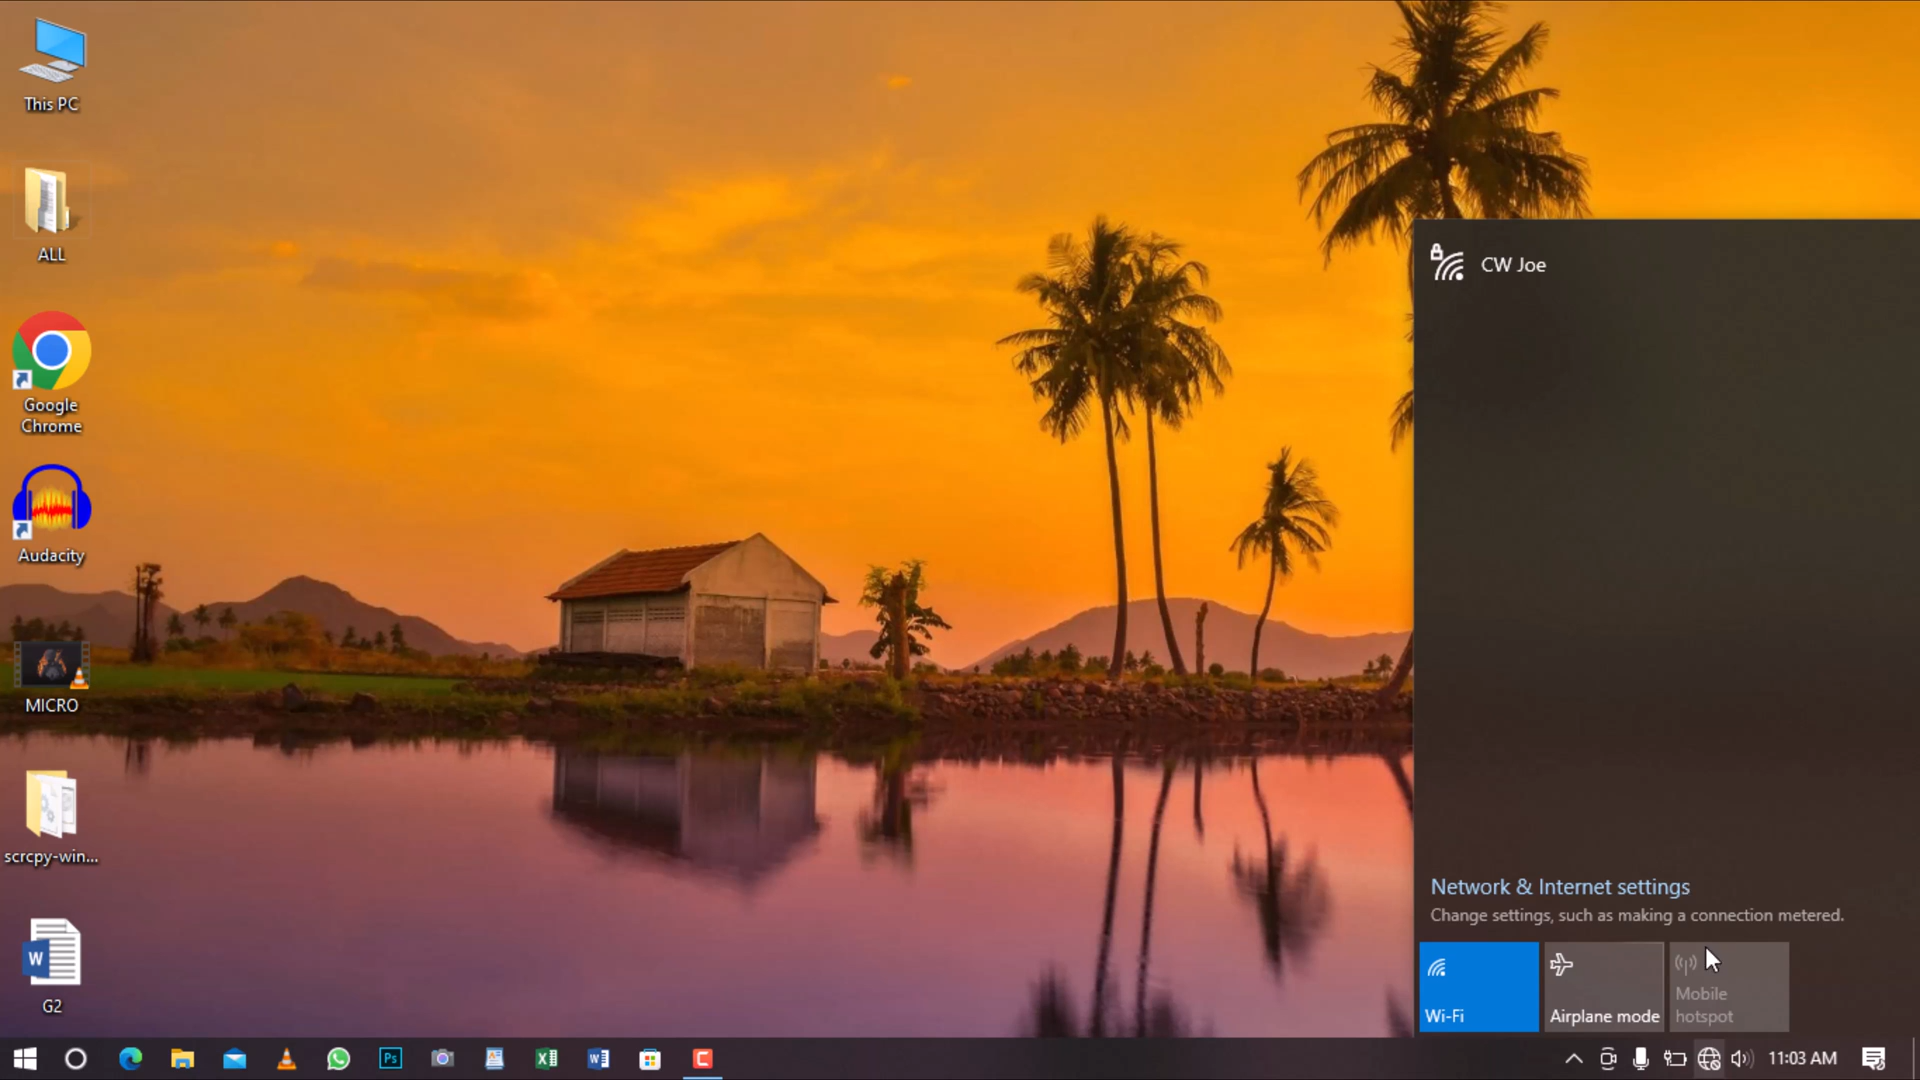 This PC
ALL
Google
Chrome
Audacity
MICRO
scrcpy-win...
W
G2
CW Joe
Network & Internet settings
Change settings, such as making a connection metered.
Wi-Fi
Airplane mode
Mobile
hotspot
Ps
X
W
C
11:03 AM